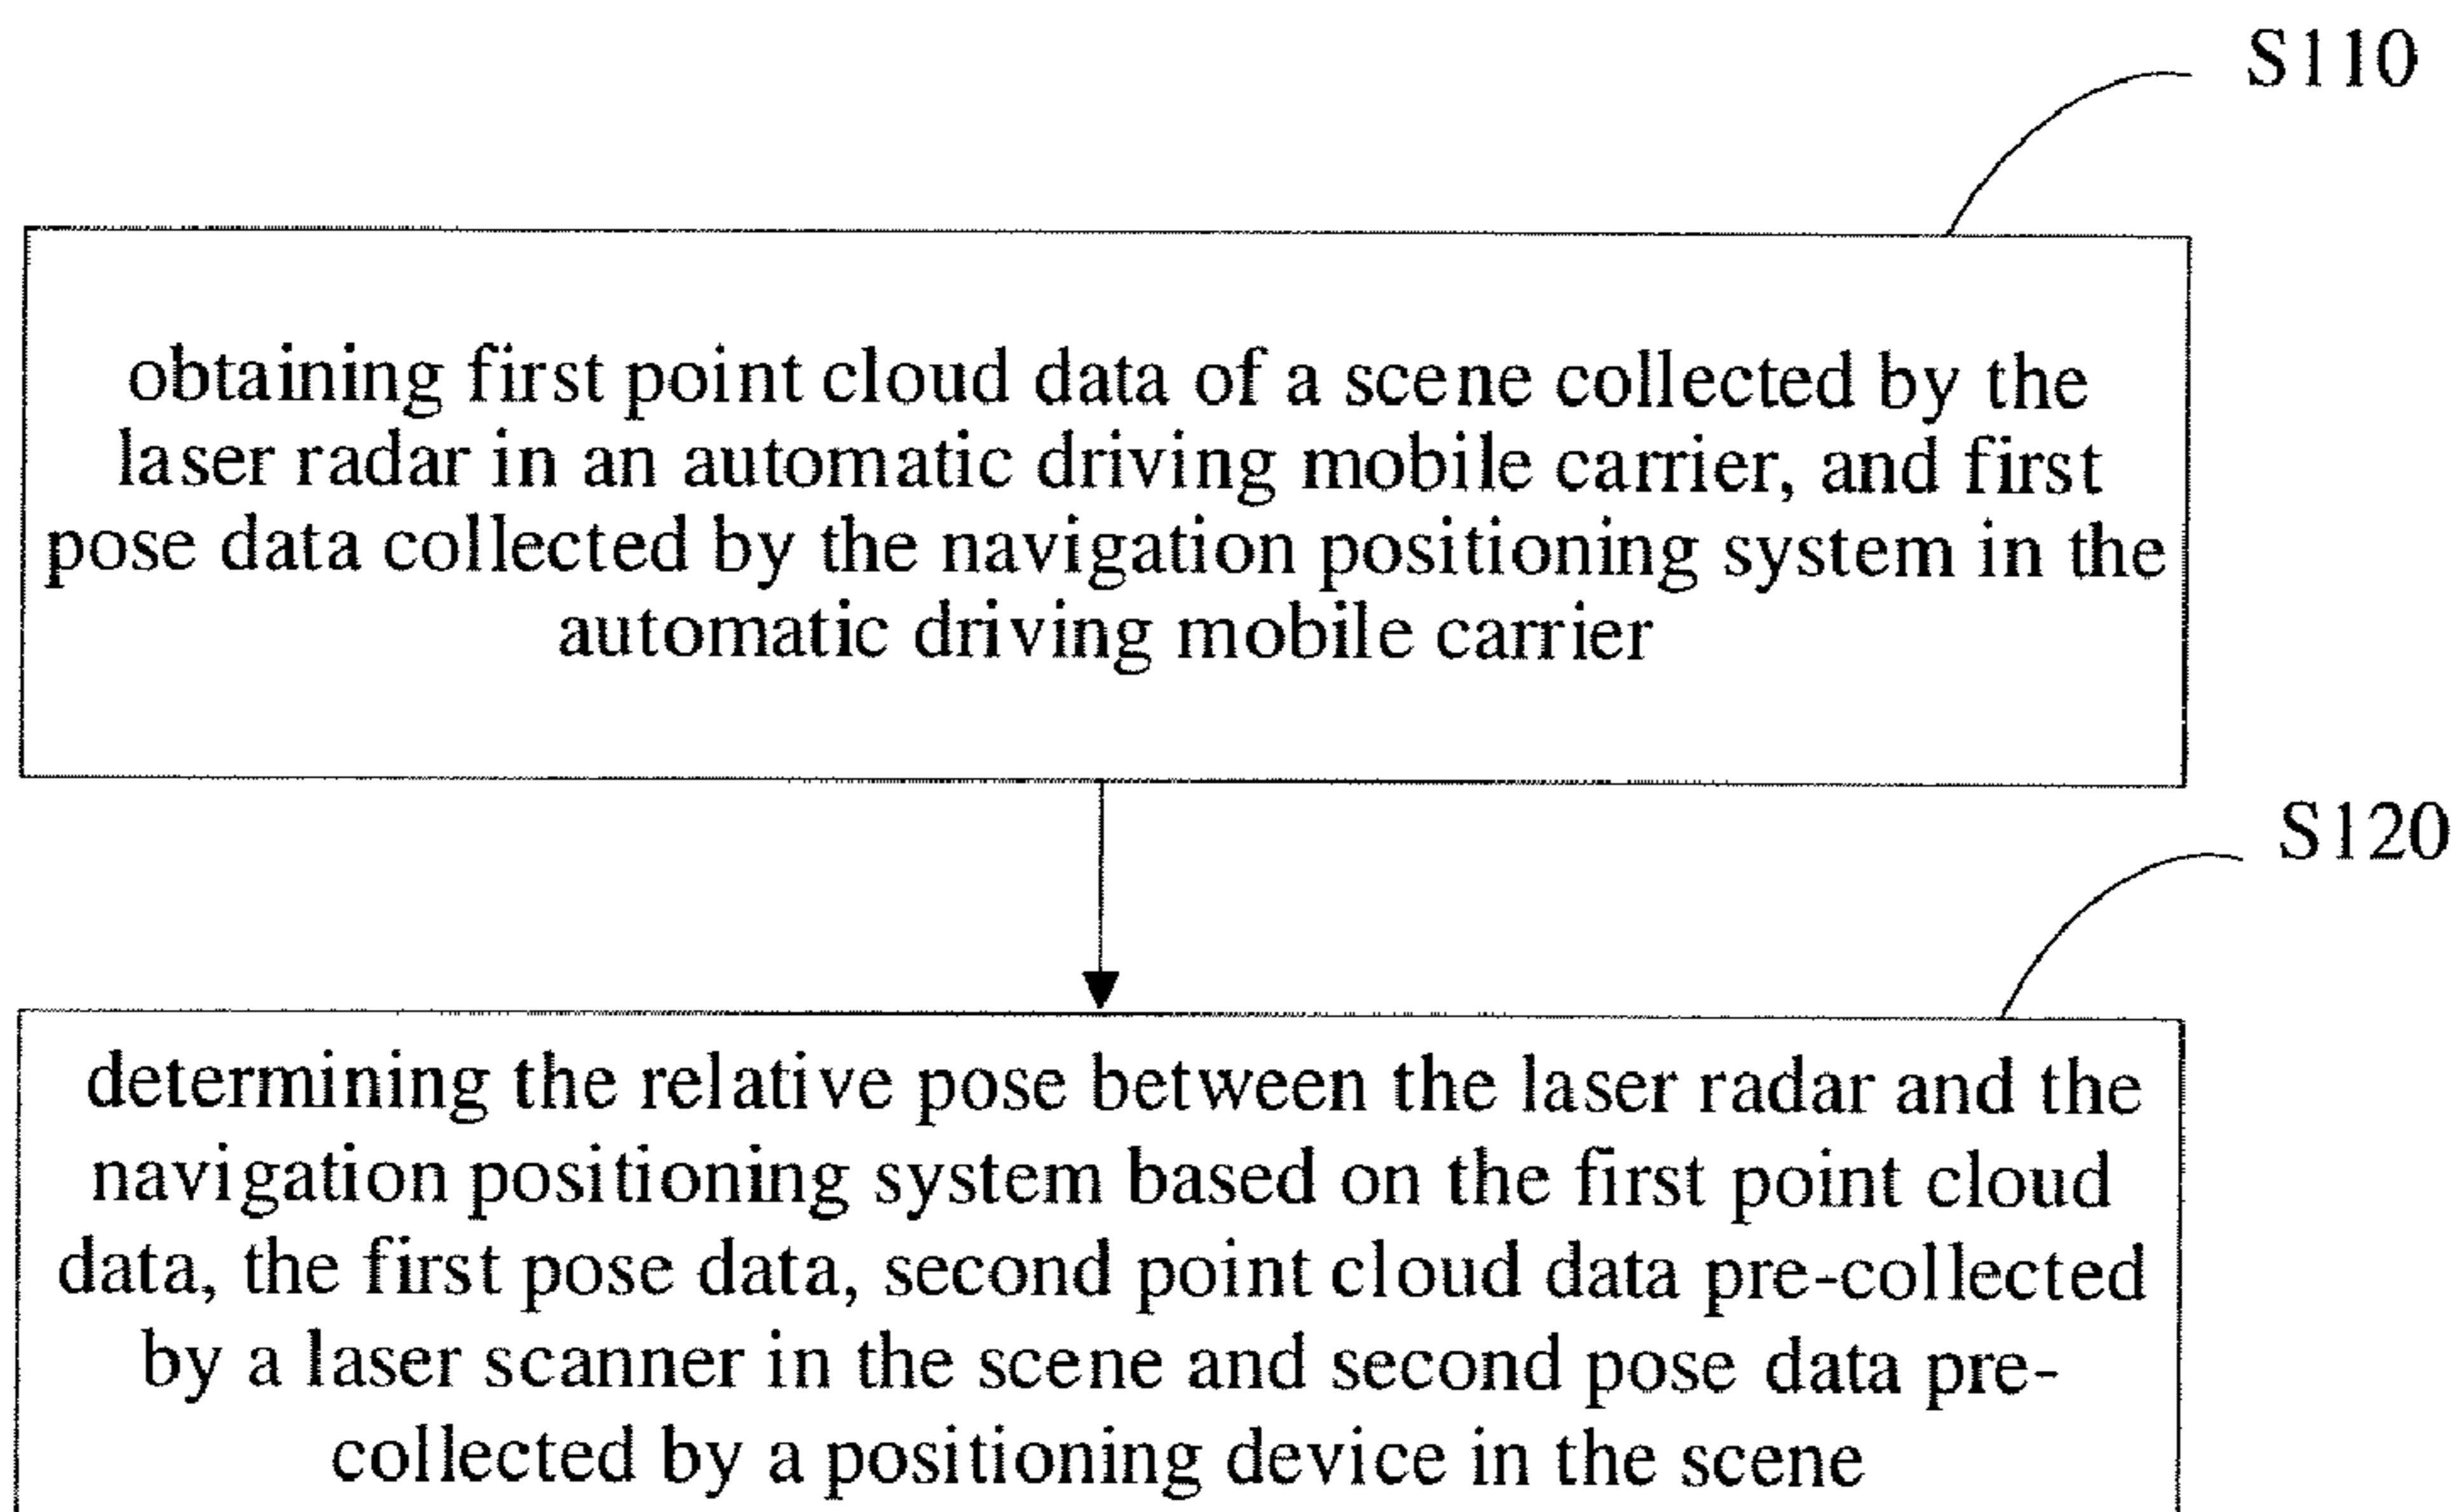 S110
obtaining first point cloud data of a scene collected by the
laser radar in an automatic driving mobile carrier, and first
pose data collected by the navigation positioning system in the
automatic driving mobile carrier
S120
determining the relative pose between the laser radar and the
navigation positioning system based on the first point cloud
data, the first pose data, second point cloud data pre-collected
by a laser scanner in the scene and second pose data pre-
collected by a positioning device in the scene